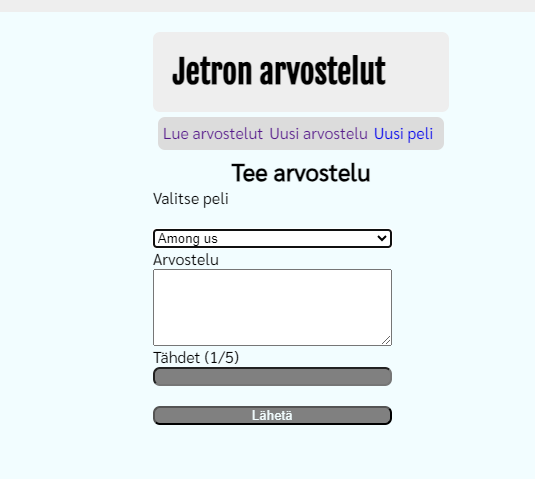 Jetron arvostelut
Lue arvostelut Uusi arvostelu Uusi peli
Tee arvostelu
Valitse peli
Among us
Arvostelu
Tähdet (1/5)
Lähetä